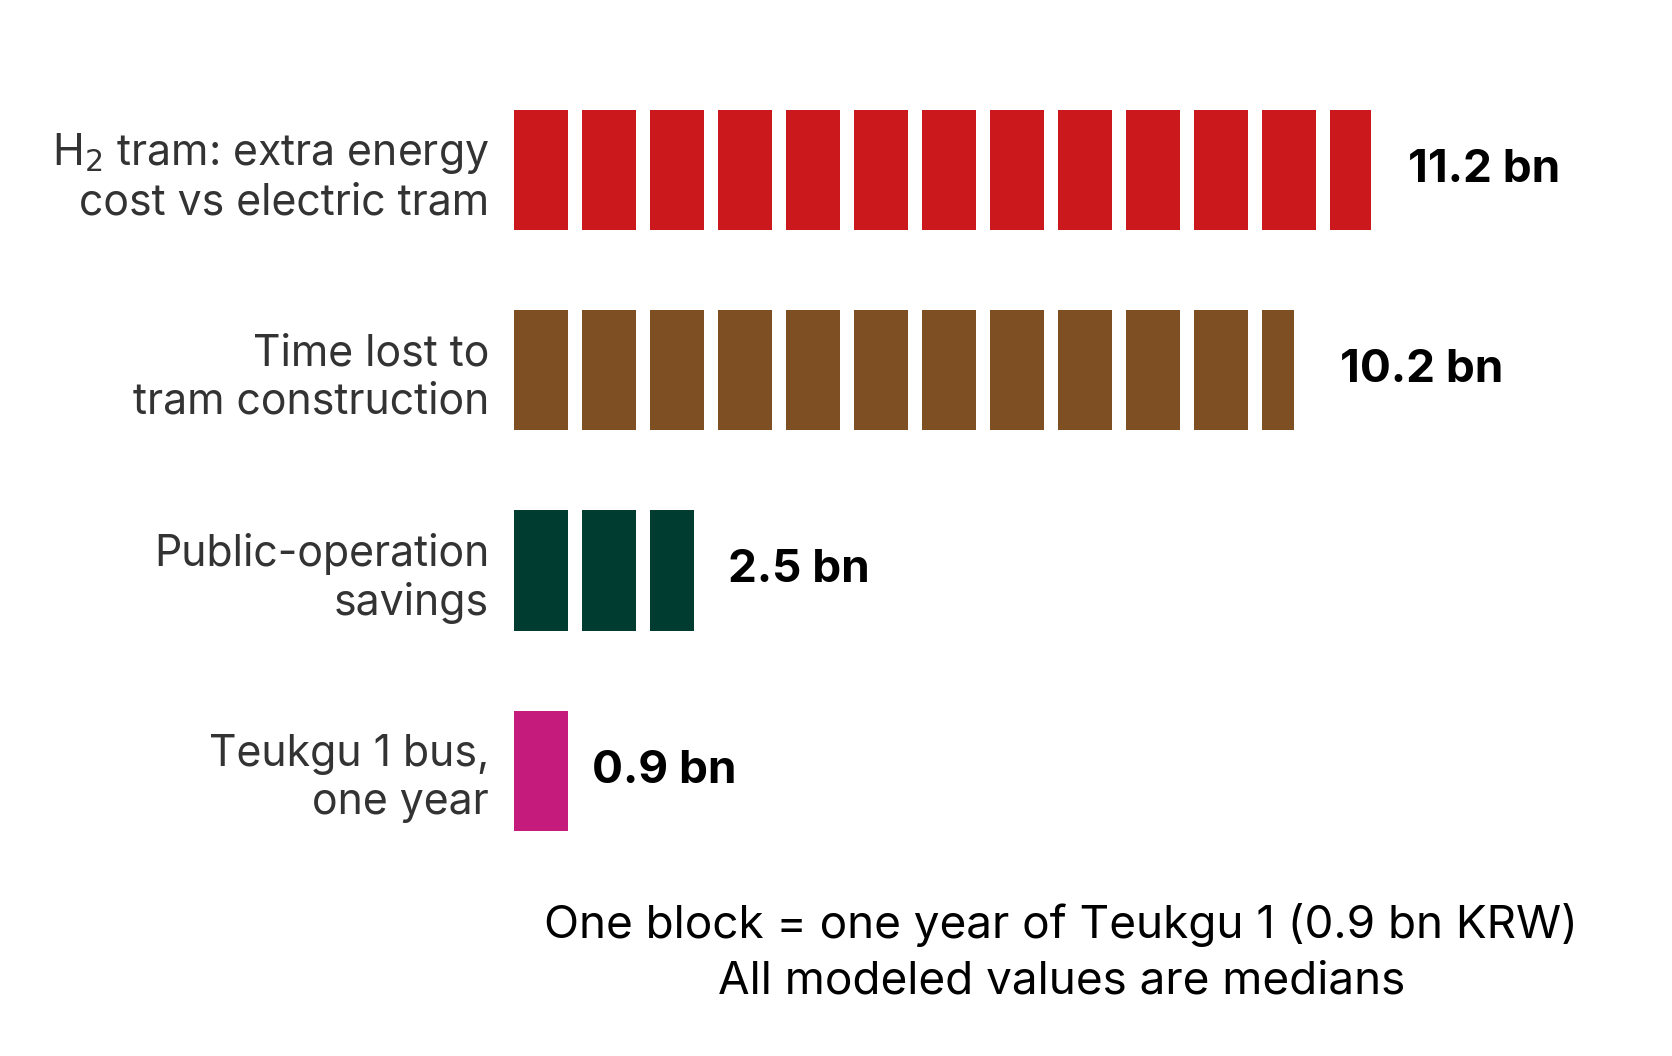 H₂ tram: extra energy
cost vs electric tram
11.2 bn
Time lost to
tram construction
10.2 bn
Public-operation
savings
2.5 bn
Teukgu 1 bus,
one year
0.9 bn
One block = one year of Teukgu 1 (0.9 bn KRW)
All modeled values are medians